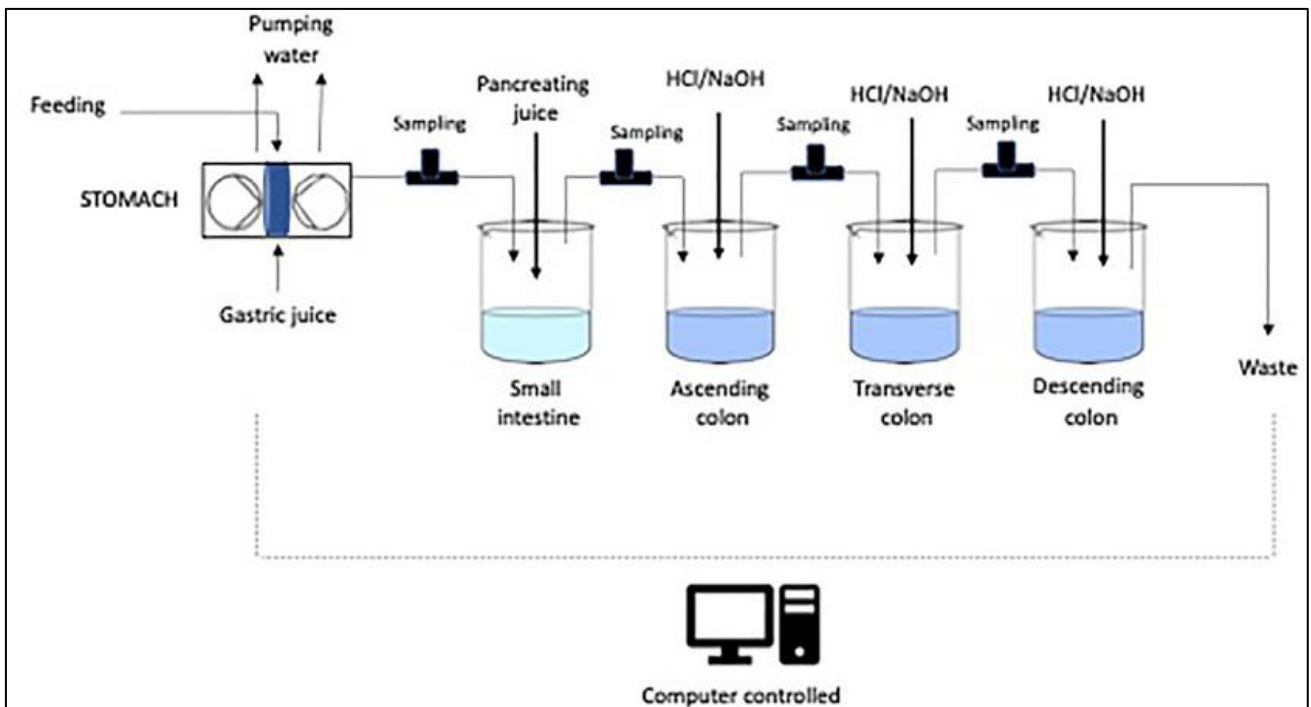 Pumping
water
Feeding
STOMACH
Gastric juice
Sampling
Pancreating
juice
Sampling
HCl/NaOH
Sampling
HCl/NaOH
Sampling
HCl/NaOH
Small
intestine
Ascending
colon
Transverse
colon
Descending
colon
Waste
Computer controlled